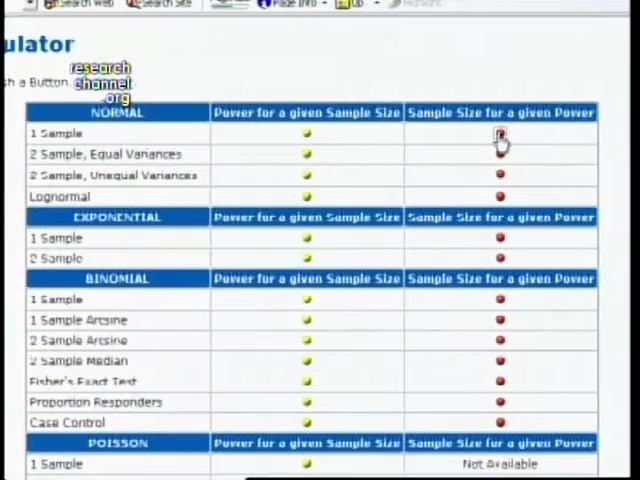 Search Web Search Site Page Info Up Highlight
ulator
sh a Button.
research
channel
.org
NORMAL Power for a given Sample Size Sample Size for a given Power
1 Sample
2 Sample, Equal Variances
2 Sample, Unequal Variances
Lognormal
EXPONENTIAL Power for a given Sample Size Sample Size for a given Power
1 Sample
2 Sample
BINOMIAL Power for a given Sample Size Sample Size for a given Power
1 Sample
1 Sample Arcsine
2 Sample Arcsine
2 Sample Median
Fisher's Exact Test
Proportion Responders
Case Control
POISSON Power for a given Sample Size Sample Size for a given Power
1 Sample Not Available